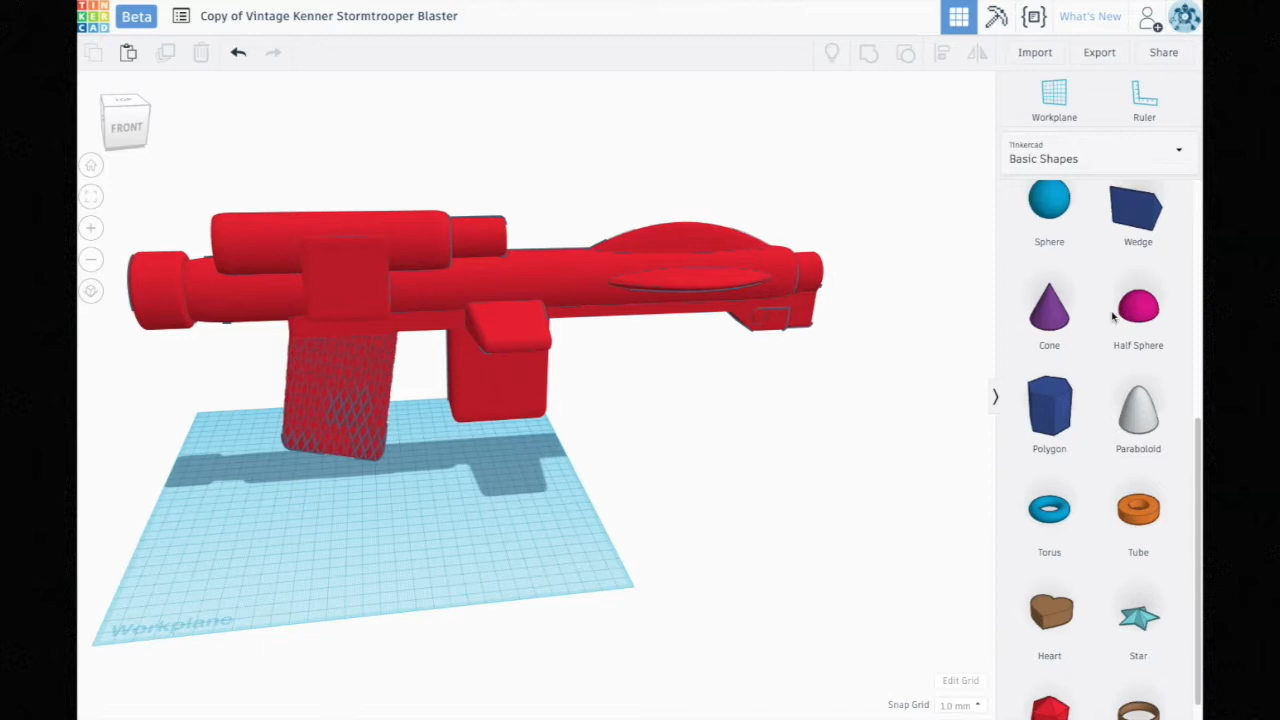 TIN
KER
CAD
Beta
Copy of Vintage Kenner Stormtrooper Blaster
What's New
Import
Export
Share
TOP
FRONT
Workplane
Ruler
Tinkercad
Basic Shapes
Sphere
Wedge
Cone
Half Sphere
Polygon
Paraboloid
Torus
Tube
Heart
Star
Workplane
Edit Grid
Snap Grid
1.0 mm